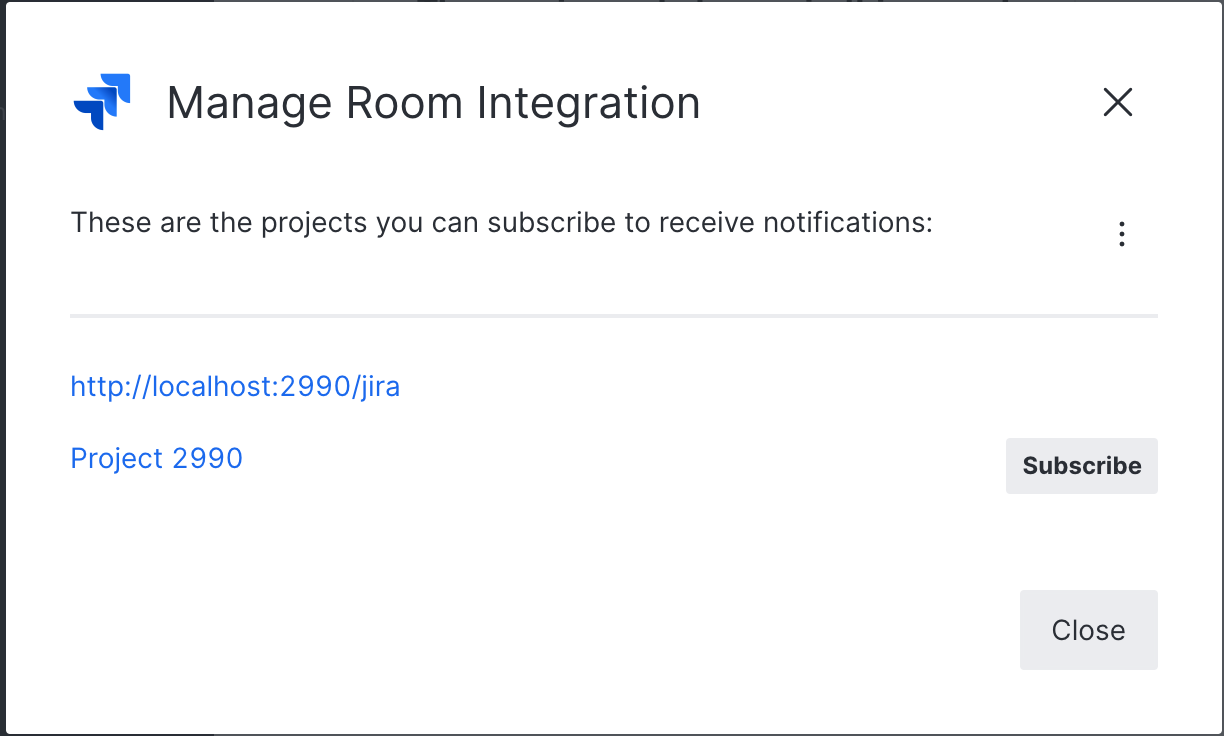 Manage Room Integration
These are the projects you can subscribe to receive notifications:
http://localhost:2990/jira
Project 2990
Subscribe
Close